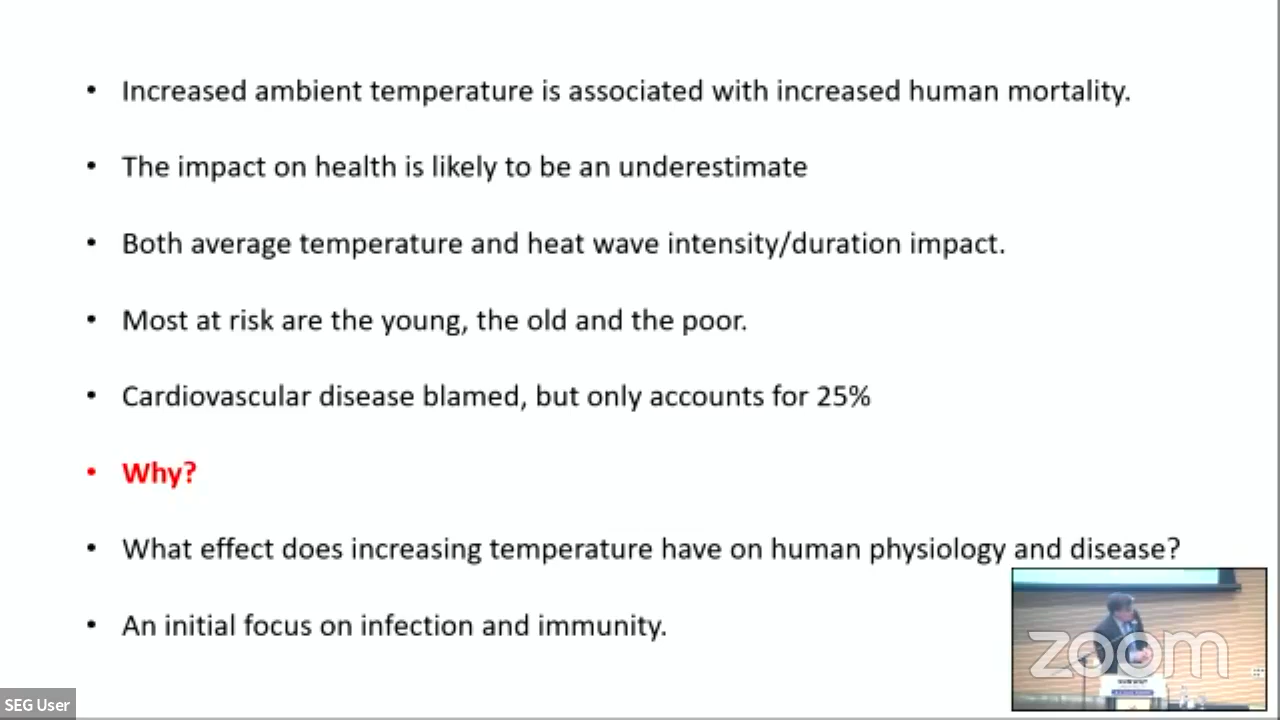 • Increased ambient temperature is associated with increased human mortality.
• The impact on health is likely to be an underestimate
• Both average temperature and heat wave intensity/duration impact.
• Most at risk are the young, the old and the poor.
• Cardiovascular disease blamed, but only accounts for 25%
• Why?
• What effect does increasing temperature have on human physiology and disease?
• An initial focus on infection and immunity.
zoom
SEG User